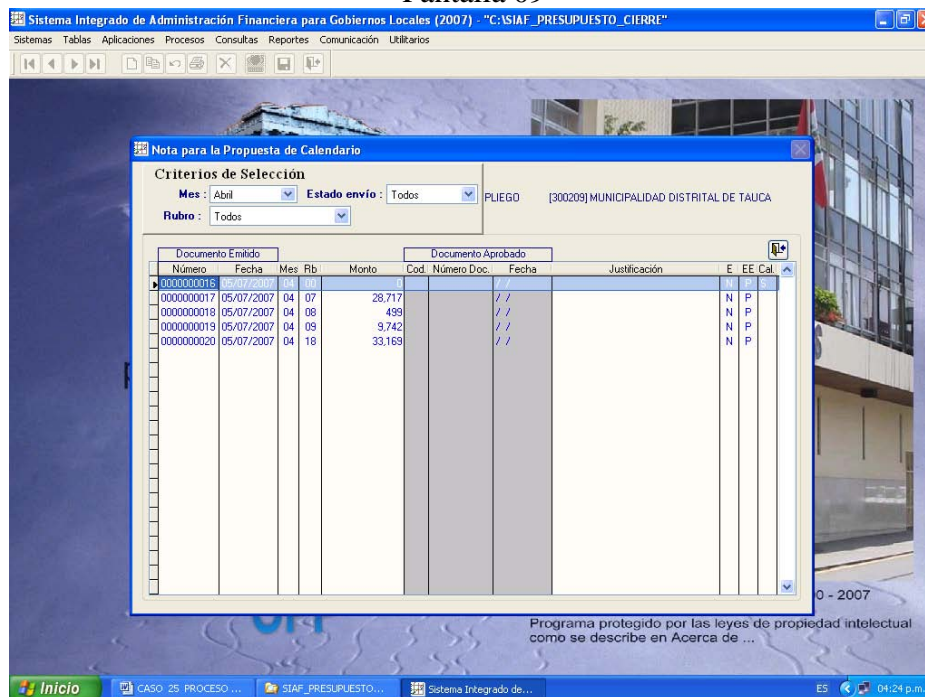 Pantalla 69
Sistema Integrado de Administración Financiera para Gobiernos Locales (2007) - "C:\SIAF_PRESUPUESTO_CIERRE"
Sistemas Tablas Aplicaciones Procesos Consultas Reportes Comunicación Utilitarios
Nota para la Propuesta de Calendario
Criterios de Selección
Mes : Abril Estado envío : Todos PLIEGO [300209] MUNICIPALIDAD DISTRITAL DE TAUCA
Rubro : Todos
Documento Emitido Documento Aprobado
Número Fecha Mes Rb Monto Cod. Número Doc. Fecha Justificación E EE Cal.
0000000016 05/07/2007 04 00 0 / / N P S
0000000017 05/07/2007 04 07 28,717 / / N P
0000000018 05/07/2007 04 08 499 / / N P
0000000019 05/07/2007 04 09 9,742 / / N P
0000000020 05/07/2007 04 18 33,169 / / N P
0 - 2007
Programa protegido por las leyes de propiedad intelectual
como se describe en Acerca de ...
Inicio CASO 25 PROCESO ... SIAF_PRESUPUESTO... Sistema Integrado de... ES 04:24 p.m.